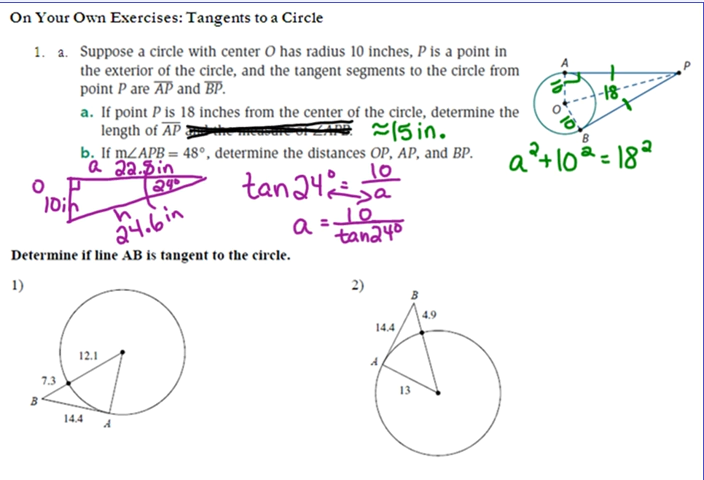 On Your Own Exercises: Tangents to a Circle
1. a. Suppose a circle with center O has radius 10 inches, P is a point in
the exterior of the circle, and the tangent segments to the circle from
point P are AP and BP.
a. If point P is 18 inches from the center of the circle, determine the
length of AP ≈15in.
b. If m∠APB = 48°, determine the distances OP, AP, and BP.
A
P
10
18
O
10
B
a²+10²=18²
a 22.5in
O
24°
10in
h
24.6in
tan24°=10/a
a=10/tan24°
Determine if line AB is tangent to the circle.
1)
12.1
7.3
B
14.4
A
2)
B
4.9
14.4
A
13